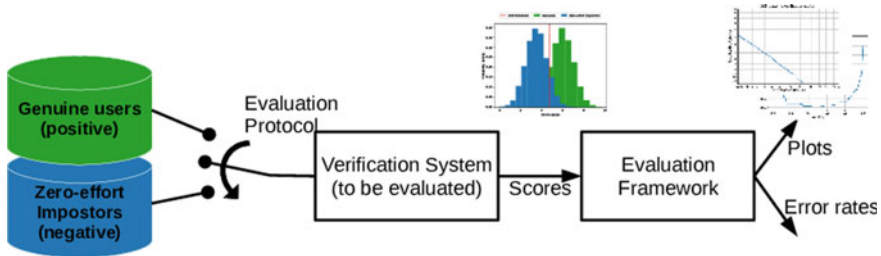 Genuine users
(positive)
Zero-effort
Impostors
(negative)
Evaluation
Protocol
Verification System
(to be evaluated)
Scores
Evaluation
Framework
Plots
Error rates